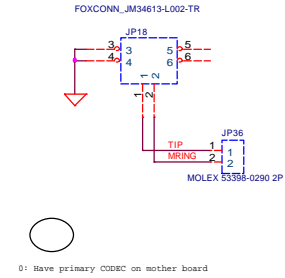 FOXCONN_JM34613-L002-TR
JP18
3 3 5 5
4 4 6 6
1 2
1 2
JP36
TIP 1 1
MRING 2 2
MOLEX 53398-0290 2P
0: Have primary CODEC on mother board